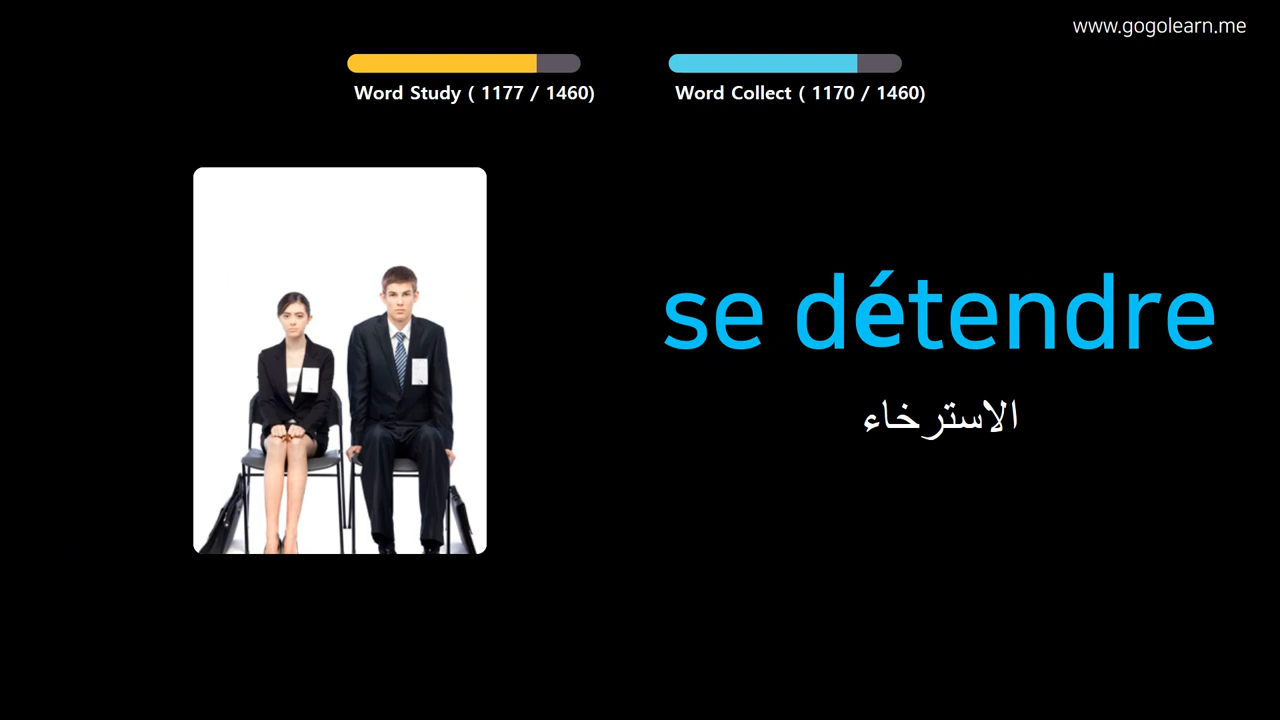 www.gogolearn.me
Word Study ( 1177 / 1460)
Word Collect ( 1170 / 1460)
se détendre
الاسترخاء